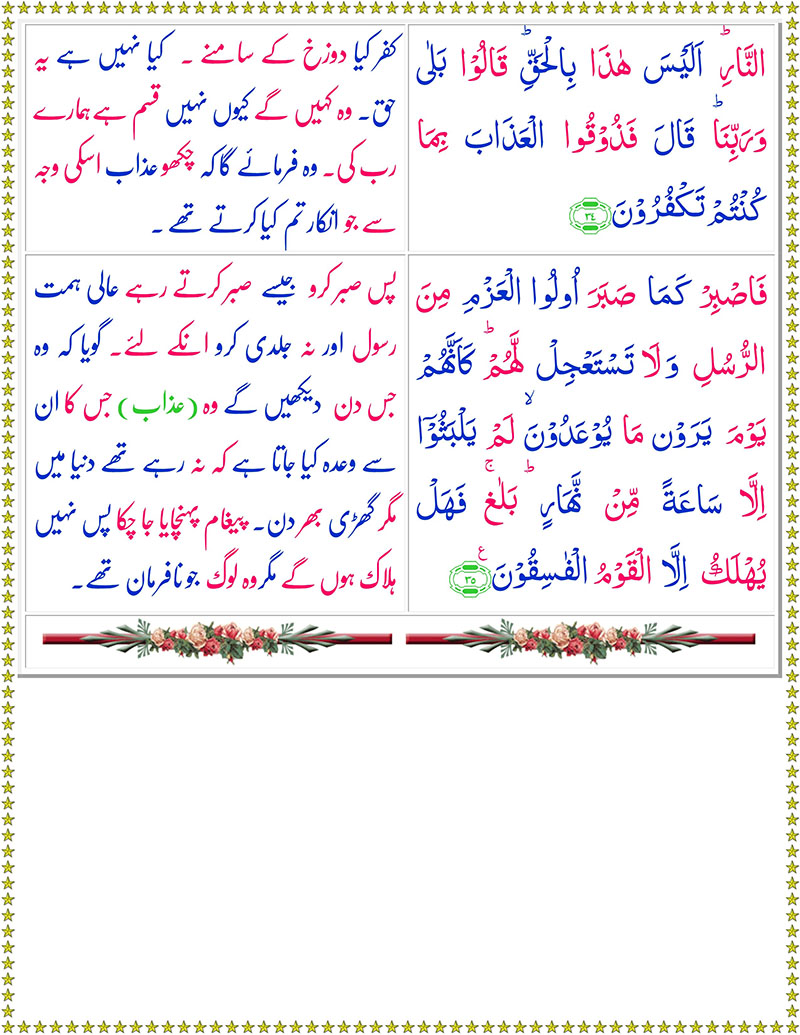 النَّارِ ؕ اَلَيْسَ هٰذَا بِالْحَقِّ ؕ قَالُوْا بَلٰى
وَرَبِّنَا ؕ قَالَ فَذُوْقُوا الْعَذَابَ بِمَا
كُنْتُمْ تَكْفُرُوْنَ ﴿۳۴﴾
کفر کیا دوزخ کے سامنے ۔ کیا نہیں ہے یہ
حق۔ وہ کہیں گے کیوں نہیں قسم ہے ہمارے
رب کی۔ وہ فرمائے گا کہ چکھو عذاب اسکی وجہ
سے جو انکار تم کیا کرتے تھے ۔
فَاصْبِرْ كَمَا صَبَرَ اُولُوا الْعَزْمِ مِنَ
الرُّسُلِ وَلَا تَسْتَعْجِلْ لَّهُمْ ؕ كَاَنَّهُمْ
يَوْمَ يَرَوْنَ مَا يُوْعَدُوْنَ ۙ لَمْ يَلْبَثُوْۤا
اِلَّا سَاعَةً مِّنْ نَّهَارٍ ؕ بَلٰغٌ ۚ فَهَلْ
يُهْلَكُ اِلَّا الْقَوْمُ الْفٰسِقُوْنَ ﴿۳۵﴾ ع
پس صبر کرو جیسے صبر کرتے رہے عالی ہمت
رسول اور نہ جلدی کرو انکے لئے۔ گویا کہ وہ
جس دن دیکھیں گے وہ (عذاب) جس کا ان
سے وعدہ کیا جاتا ہے کہ نہ رہے تھے دنیا میں
مگر گھڑی بھر دن۔ پیغام پہنچایا جا چکا پس نہیں
ہلاک ہوں گے مگر وہ لوگ جو نافرمان تھے۔